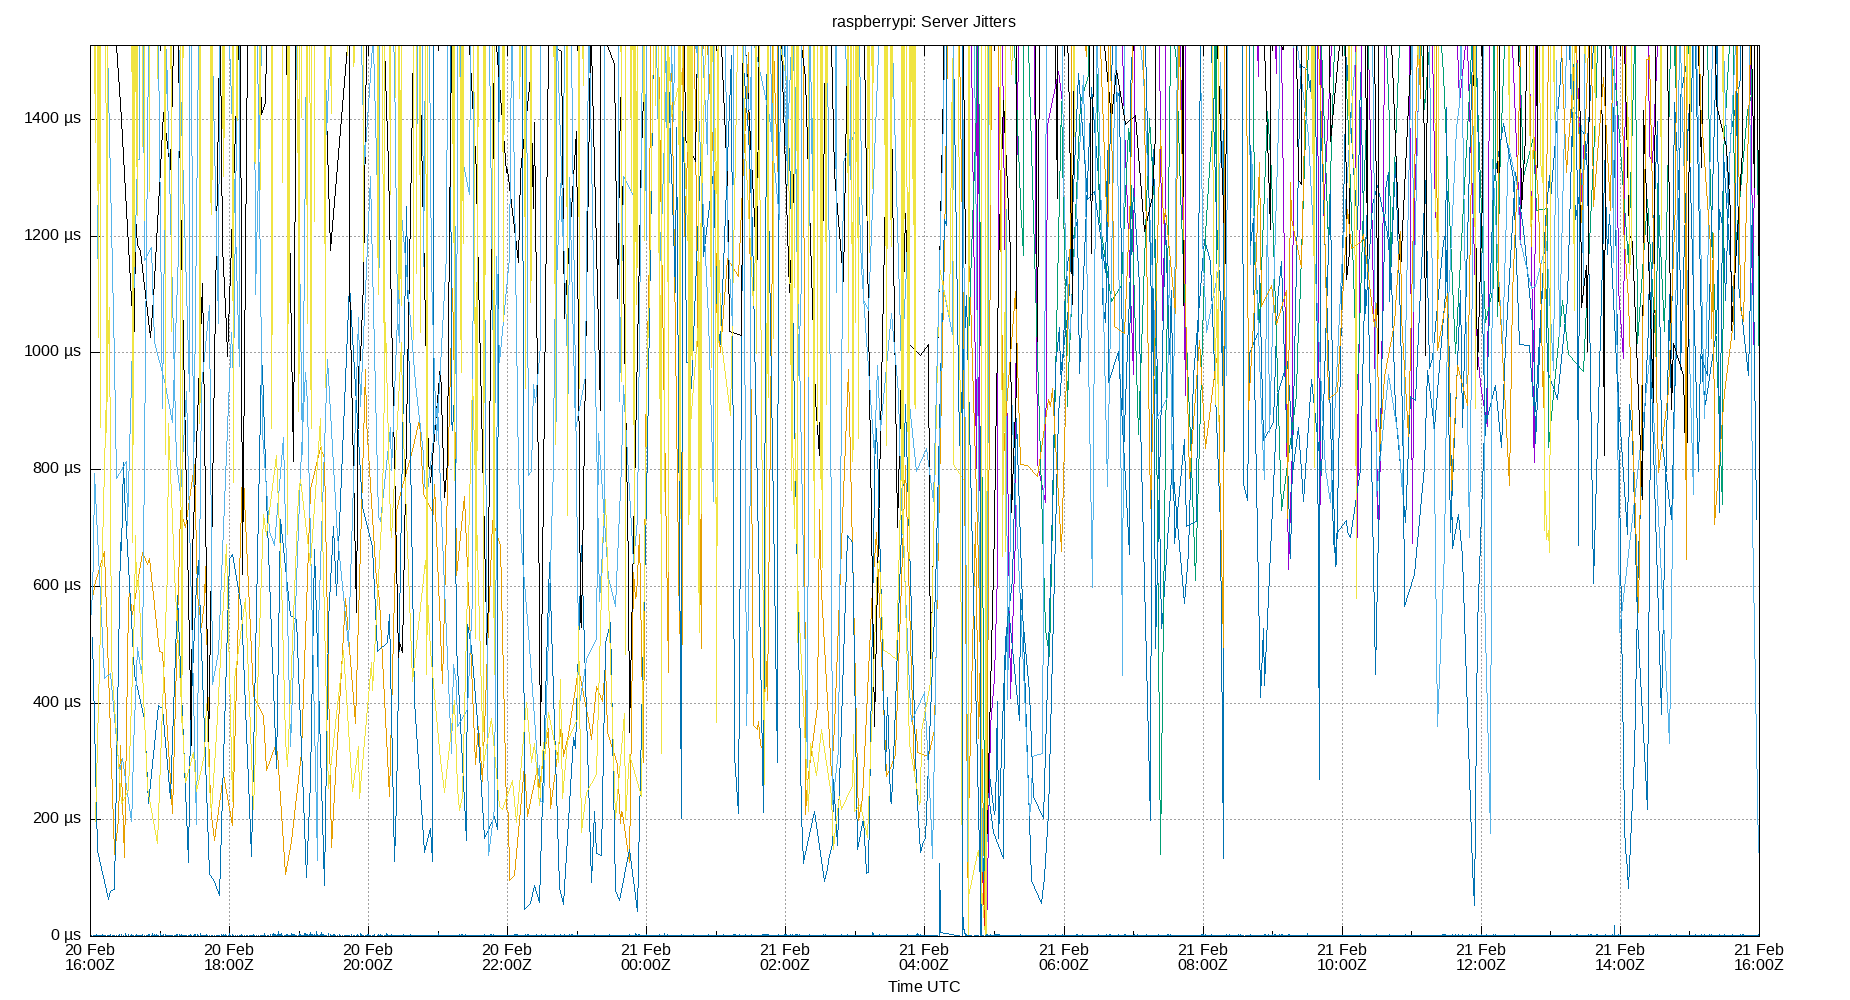 raspberrypi: Server Jitters
1400 µs
1200 µs
1000 µs
800 µs
600 µs
400 µs
200 µs
0 µs
20 Feb 20 Feb 20 Feb 20 Feb 21 Feb 21 Feb 21 Feb 21 Feb 21 Feb 21 Feb 21 Feb 21 Feb 21 Feb
16:00Z 18:00Z 20:00Z 22:00Z 00:00Z 02:00Z 04:00Z 06:00Z 08:00Z 10:00Z 12:00Z 14:00Z 16:00Z
Time UTC